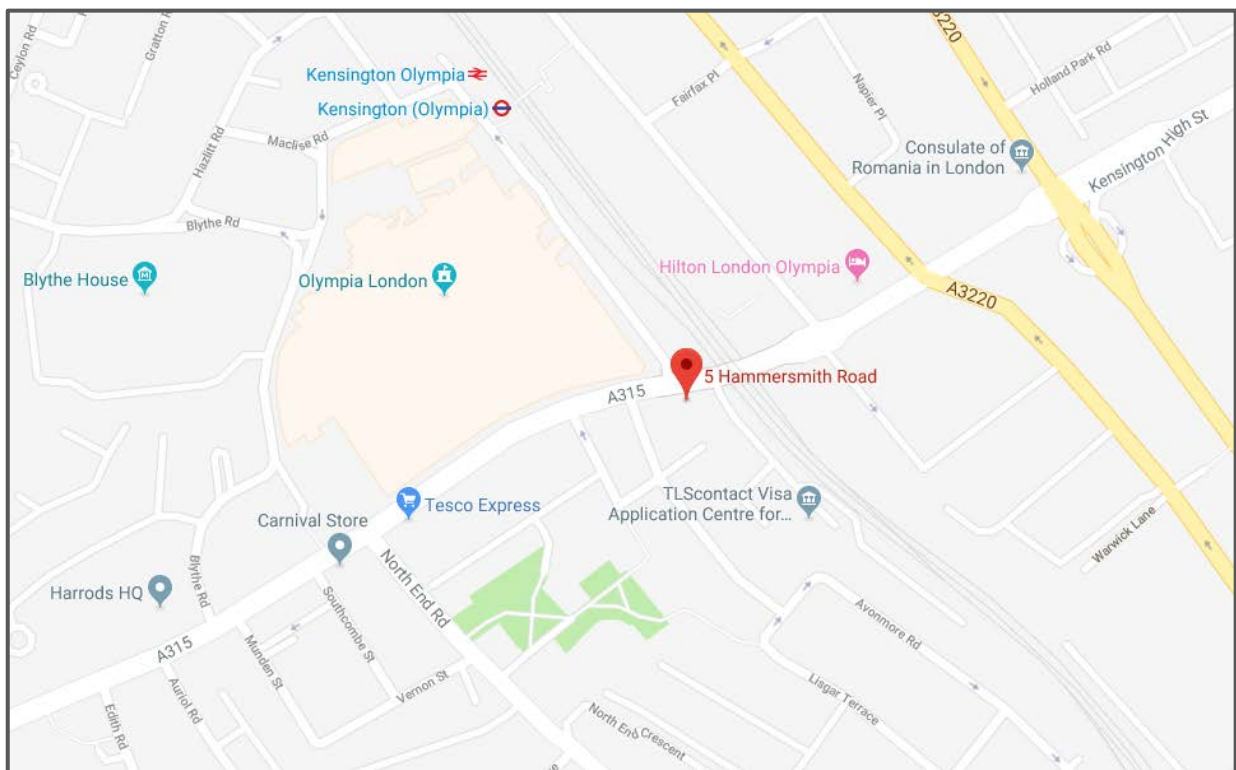 Ceylon Rd
Gratton R
A3220
Kensington Olympia
Kensington (Olympia)
Fairfax Pl
Napier Pl
Holland Park Rd
Maclise Rd
Hazlitt Rd
Consulate of
Romania in London
Kensington High St
Blythe Rd
Blythe House
Olympia London
Hilton London Olympia
A3220
5 Hammersmith Road
A315
Tesco Express
TLScontact Visa
Application Centre for...
Carnival Store
Warwick Lane
Harrods HQ
Blythe Rd
North End Rd
Southcombe St
Avonmore Rd
A315
Munden St
Vernon St
Auriol Rd
Edith Rd
Lisgar Terrace
North End Crescent